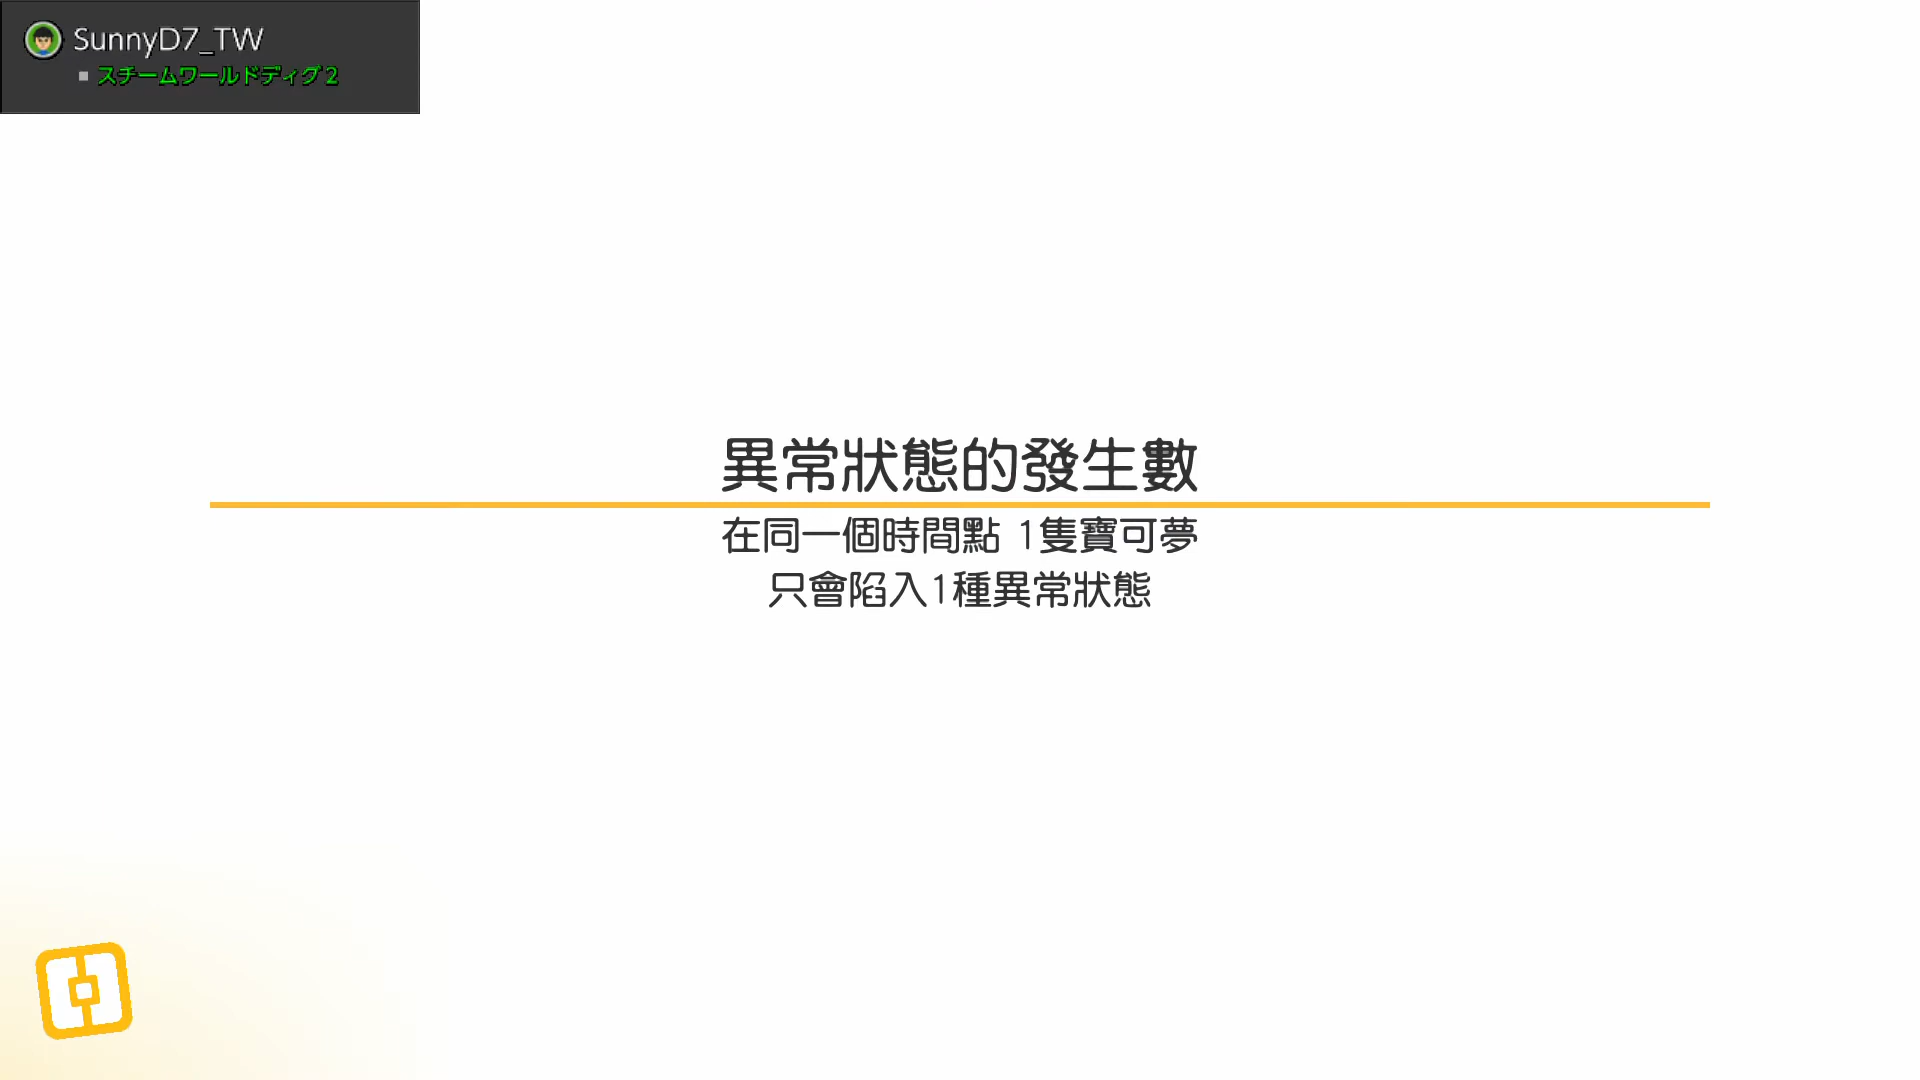 SunnyD7_TW
スチームワールドディグ２
異常狀態的發生數
在同一個時間點 1隻寶可夢
只會陷入1種異常狀態